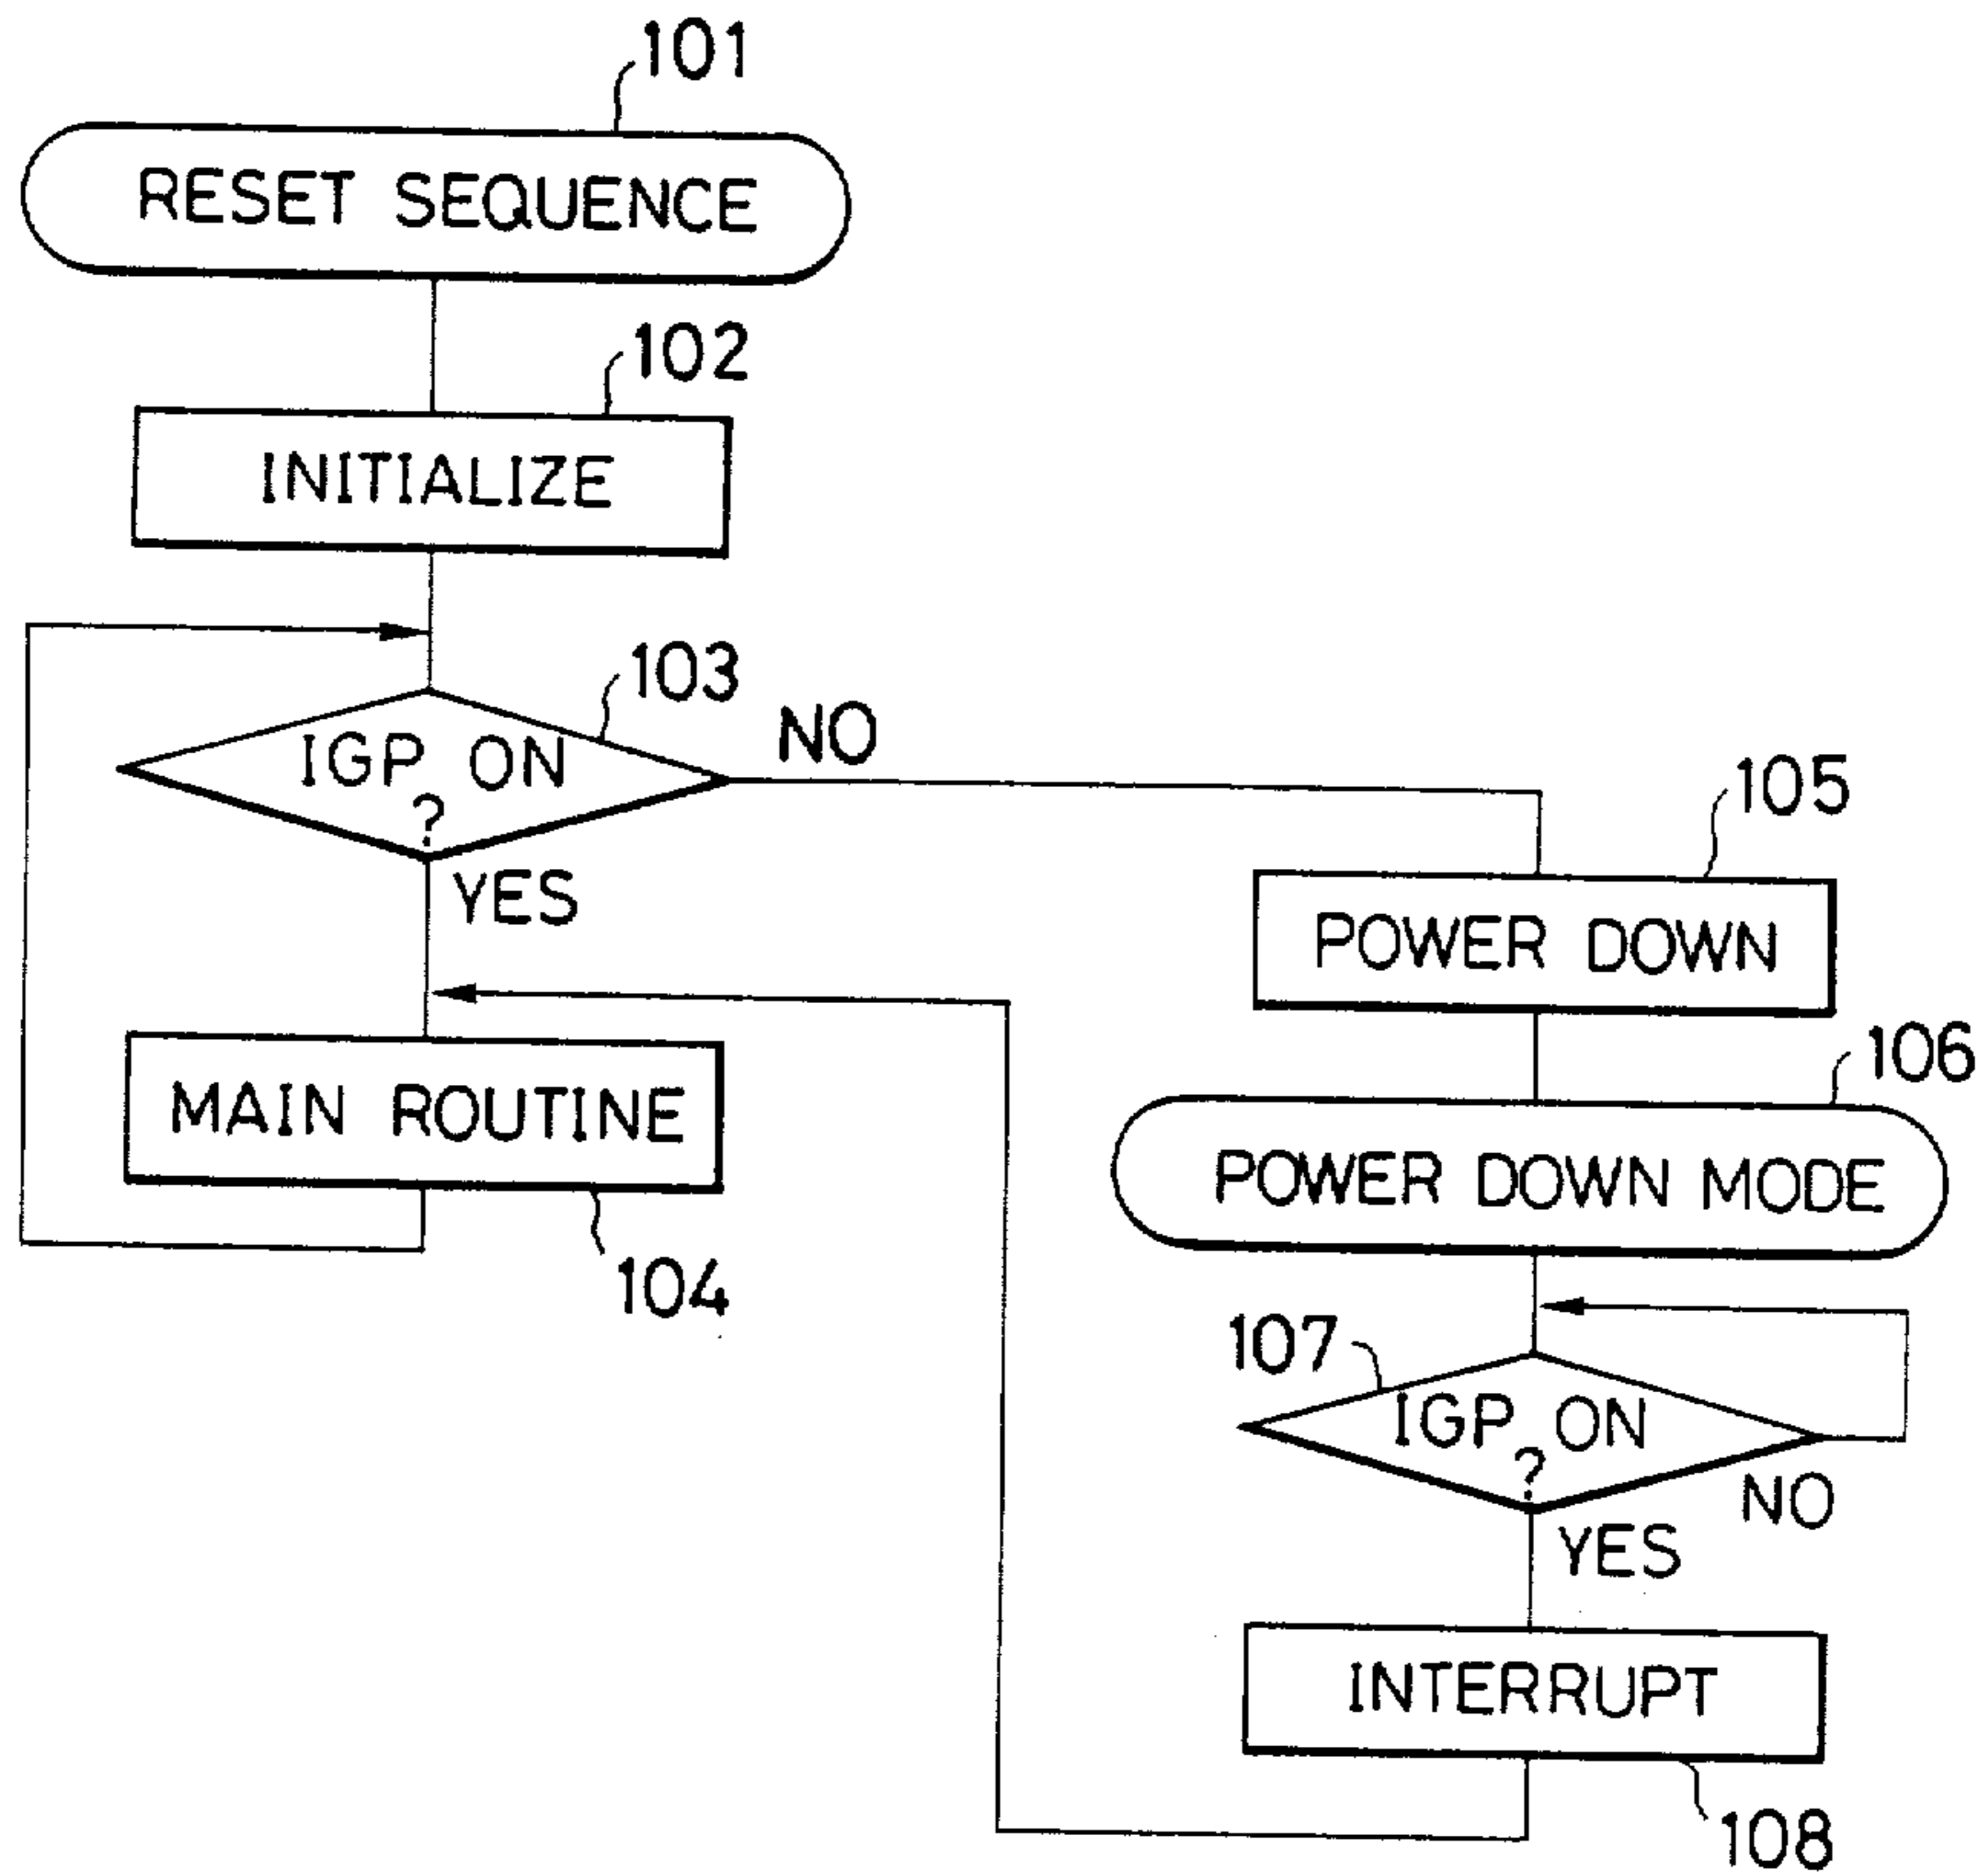 101
RESET SEQUENCE
102
INITIALIZE
103
IGP ON
?
NO
YES
MAIN ROUTINE
104
105
POWER DOWN
106
POWER DOWN MODE
107
IGP ON
?
NO
YES
INTERRUPT
108